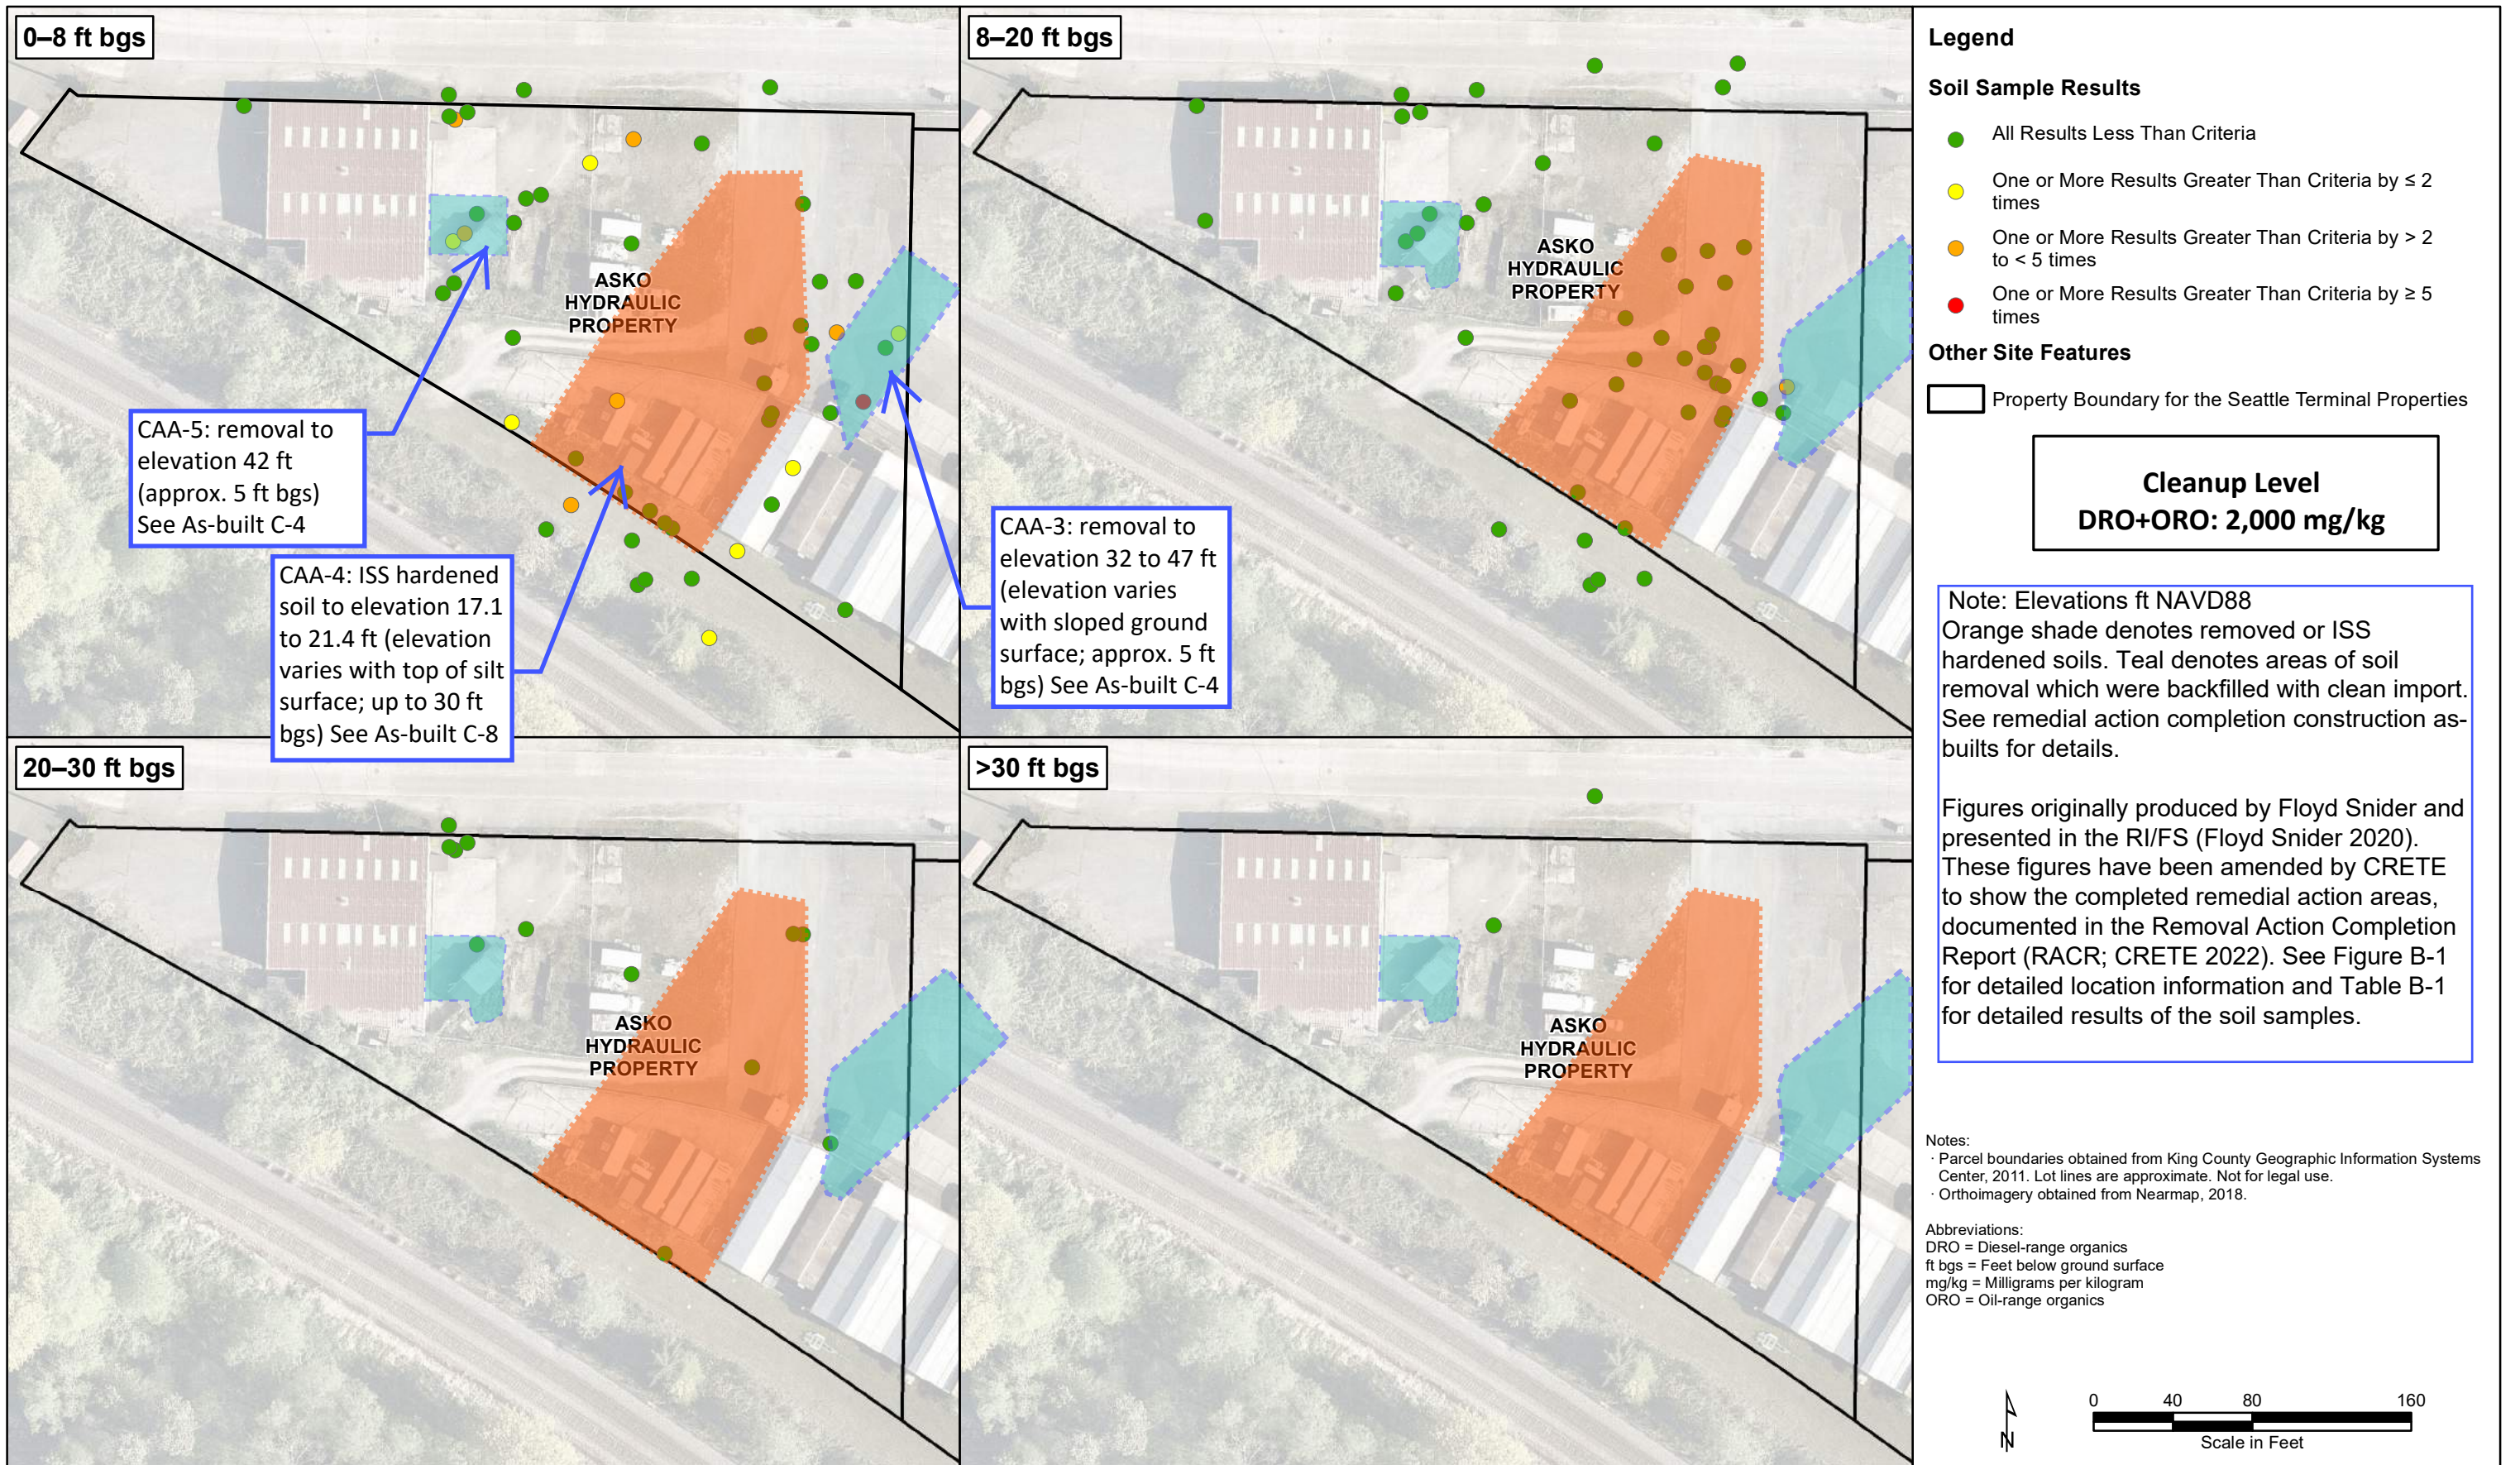 0–8 ft bgs
ASKO
HYDRAULIC
PROPERTY
CAA-5: removal to
elevation 42 ft
(approx. 5 ft bgs)
See As-built C-4
CAA-4: ISS hardened
soil to elevation 17.1
to 21.4 ft (elevation
varies with top of silt
surface; up to 30 ft
bgs) See As-built C-8
8–20 ft bgs
ASKO
HYDRAULIC
PROPERTY
CAA-3: removal to
elevation 32 to 47 ft
(elevation varies
with sloped ground
surface; approx. 5 ft
bgs) See As-built C-4
20–30 ft bgs
ASKO
HYDRAULIC
PROPERTY
>30 ft bgs
ASKO
HYDRAULIC
PROPERTY
Legend
Soil Sample Results
All Results Less Than Criteria
One or More Results Greater Than Criteria by ≤ 2
times
One or More Results Greater Than Criteria by > 2
to < 5 times
One or More Results Greater Than Criteria by ≥ 5
times
Other Site Features
Property Boundary for the Seattle Terminal Properties
Cleanup Level
DRO+ORO: 2,000 mg/kg
Note: Elevations ft NAVD88
Orange shade denotes removed or ISS
hardened soils. Teal denotes areas of soil
removal which were backfilled with clean import.
See remedial action completion construction as-
builts for details.
Figures originally produced by Floyd Snider and
presented in the RI/FS (Floyd Snider 2020).
These figures have been amended by CRETE
to show the completed remedial action areas,
documented in the Removal Action Completion
Report (RACR; CRETE 2022). See Figure B-1
for detailed location information and Table B-1
for detailed results of the soil samples.
Notes:
· Parcel boundaries obtained from King County Geographic Information Systems
Center, 2011. Lot lines are approximate. Not for legal use.
· Orthoimagery obtained from Nearmap, 2018.
Abbreviations:
DRO = Diesel-range organics
ft bgs = Feet below ground surface
mg/kg = Milligrams per kilogram
ORO = Oil-range organics
N
0 40 80 160
Scale in Feet